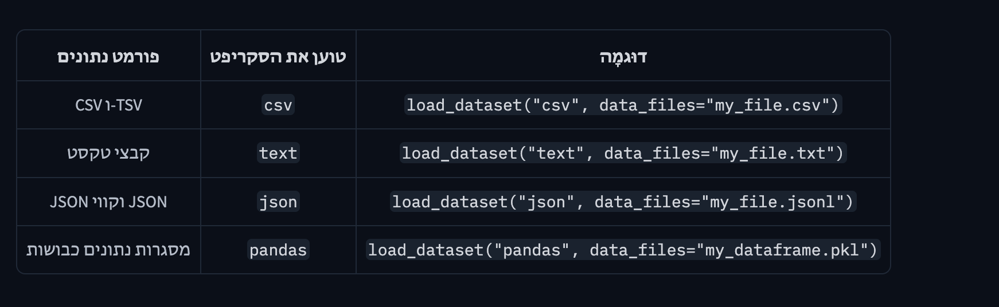 פורמט נתונים	טוען את הסקריפט	דוּגמָה
CSV ו-TSV	csv	load_dataset("csv", data_files="my_file.csv")
קבצי טקסט	text	load_dataset("text", data_files="my_file.txt")
JSON וקווי JSON	json	load_dataset("json", data_files="my_file.jsonl")
מסגרות נתונים כבושות	pandas	load_dataset("pandas", data_files="my_dataframe.pkl")